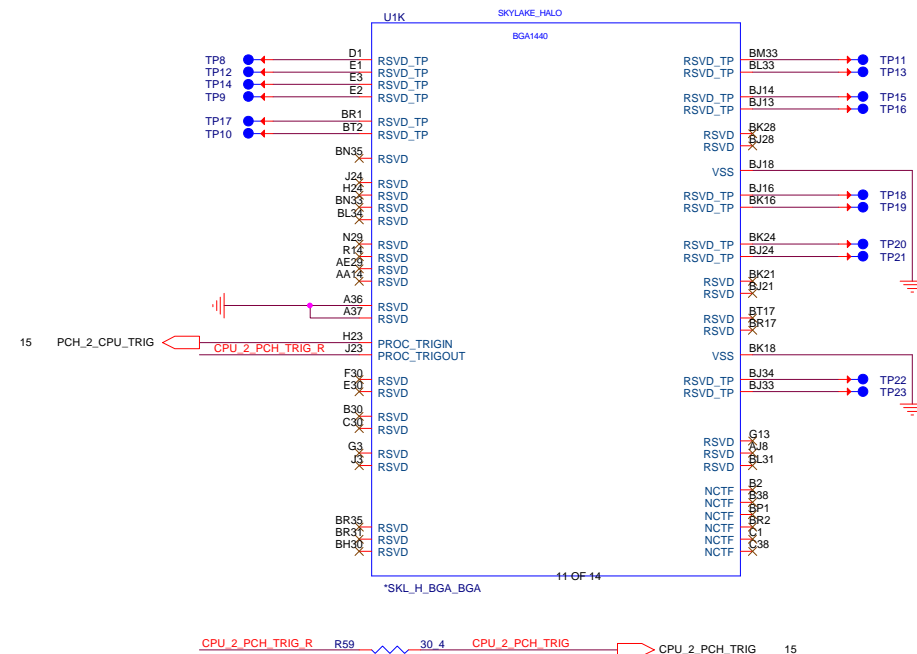 U1K
SKYLAKE_HALO
BGA1440
TP8 D1 RSVD_TP
TP12 E1 RSVD_TP
TP14 E3 RSVD_TP
TP9 E2 RSVD_TP
TP17 BR1 RSVD_TP
TP10 BT2 RSVD_TP
BN35 RSVD
J24 RSVD
H24 RSVD
BN33 RSVD
BL34 RSVD
N29 RSVD
R14 RSVD
AE29 RSVD
AA14 RSVD
A36 RSVD
A37 RSVD
15 PCH_2_CPU_TRIG H23 PROC_TRIGIN
CPU_2_PCH_TRIG_R J23 PROC_TRIGOUT
F30 RSVD
E30 RSVD
B30 RSVD
C30 RSVD
G3 RSVD
J3 RSVD
BR35 RSVD
BR31 RSVD
BH30 RSVD
RSVD_TP BM33 TP11
RSVD_TP BL33 TP13
RSVD_TP BJ14 TP15
RSVD_TP BJ13 TP16
RSVD BK28
RSVD BJ28
VSS BJ18
RSVD_TP BJ16 TP18
RSVD_TP BK16 TP19
RSVD_TP BK24 TP20
RSVD_TP BJ24 TP21
RSVD BK21
RSVD BJ21
RSVD BT17
RSVD BR17
VSS BK18
RSVD_TP BJ34 TP22
RSVD_TP BJ33 TP23
RSVD G13
RSVD AJ8
RSVD BL31
NCTF B2
NCTF B38
NCTF BP1
NCTF BR2
NCTF C1
NCTF C38
11 OF 14
*SKL_H_BGA_BGA
CPU_2_PCH_TRIG_R R59 30_4 CPU_2_PCH_TRIG CPU_2_PCH_TRIG 15